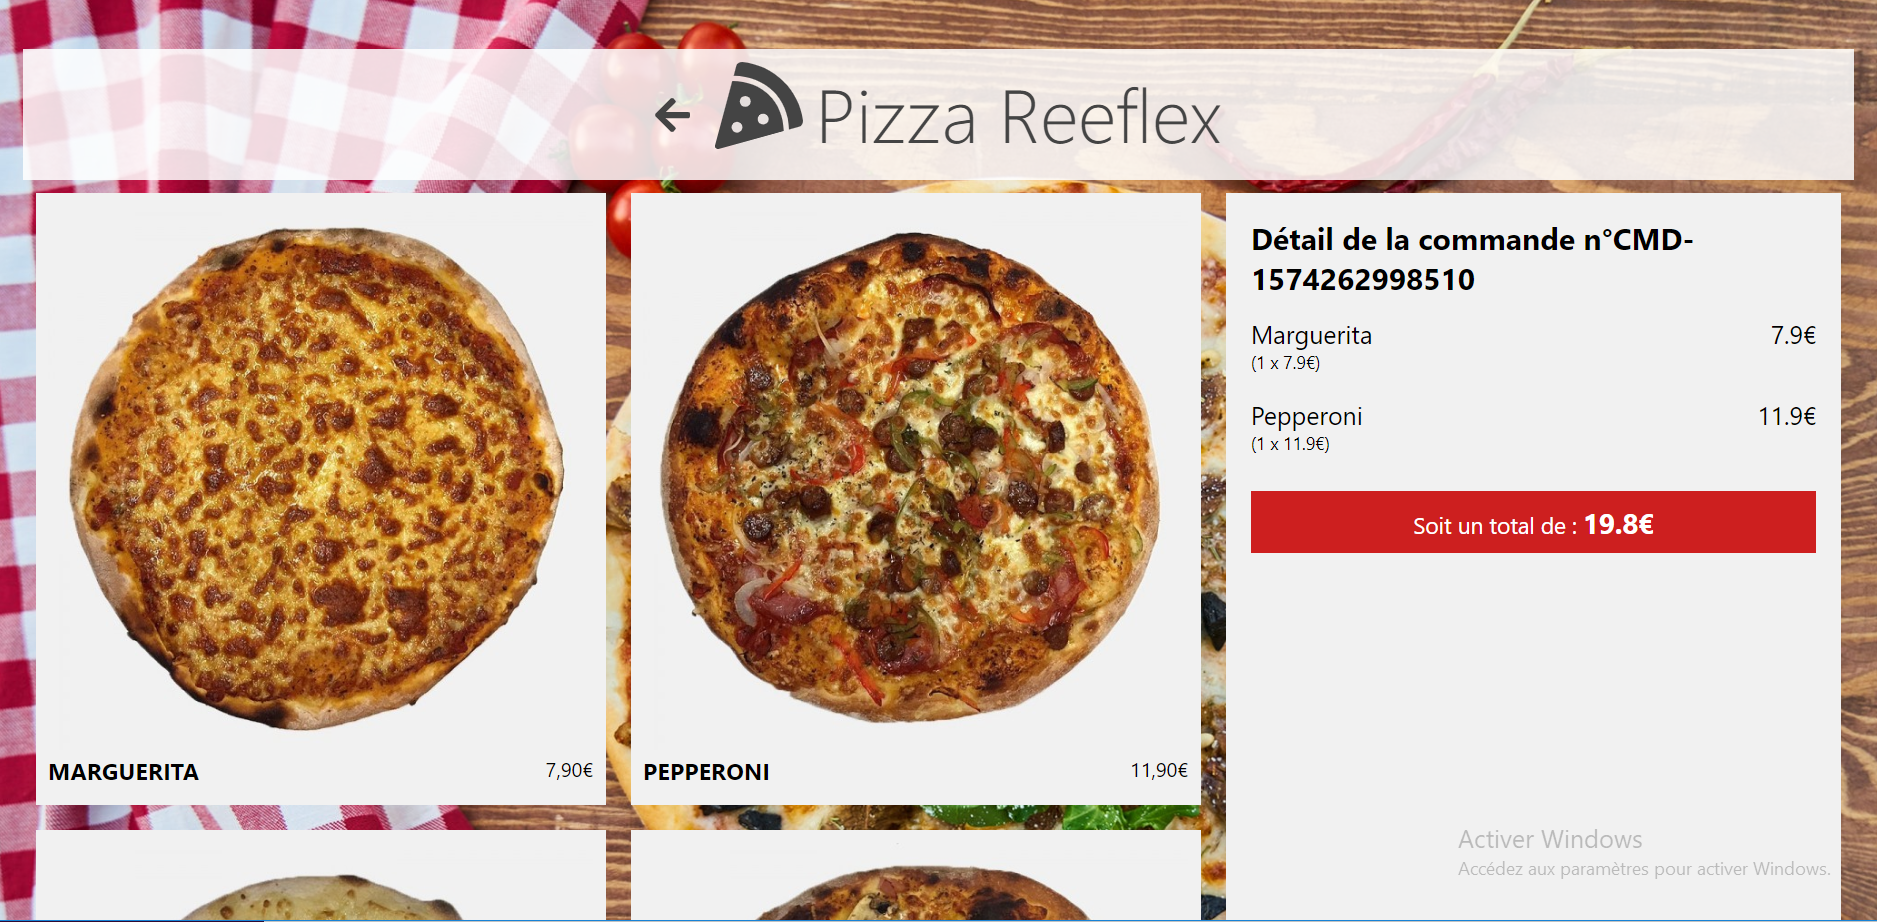 Pizza Reeflex
MARGUERITA 7,90€
PEPPERONI 11,90€
Détail de la commande n°CMD-
1574262998510
Marguerita 7.9€
(1 x 7.9€)
Pepperoni 11.9€
(1 x 11.9€)
Soit un total de : 19.8€
Activer Windows
Accédez aux paramètres pour activer Windows.